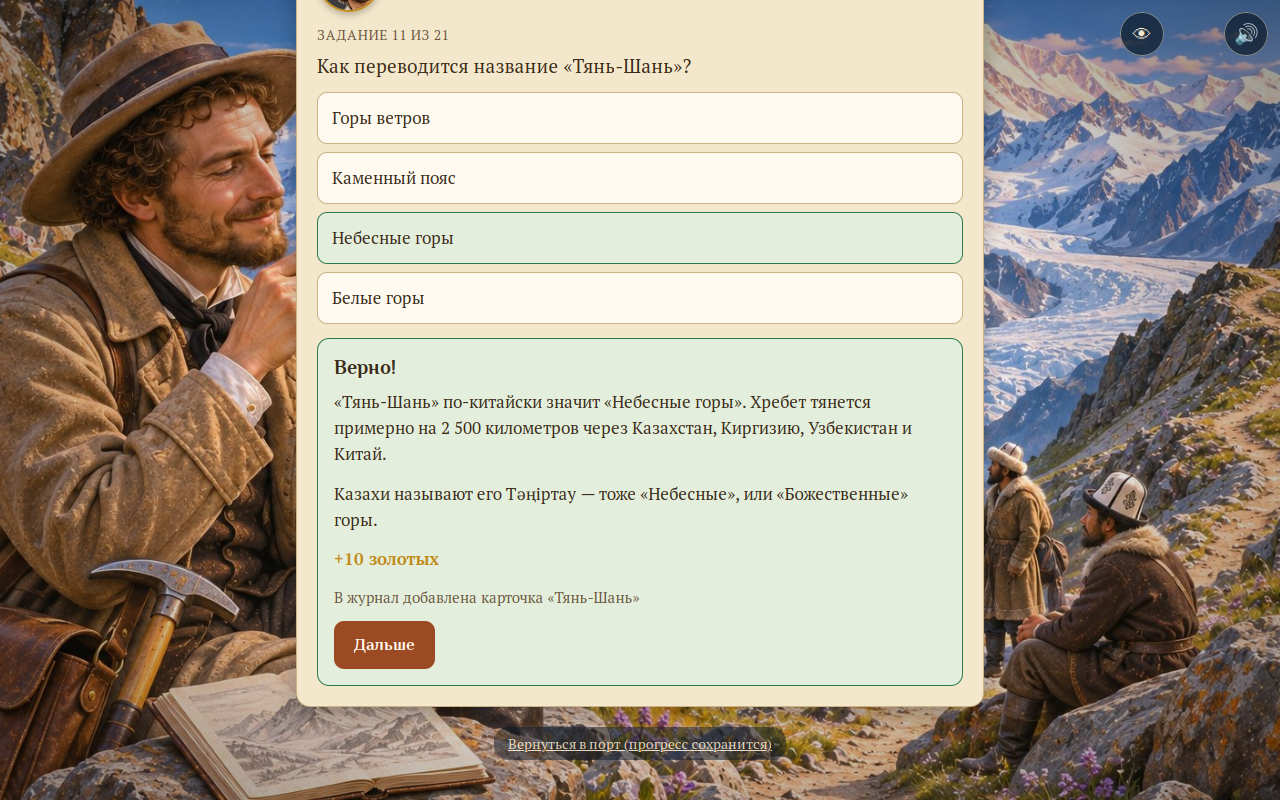 ЗАДАНИЕ 11 ИЗ 21
Как переводится название «Тянь-Шань»?
Горы ветров
Каменный пояс
Небесные горы
Белые горы
Верно!
«Тянь-Шань» по-китайски значит «Небесные горы». Хребет тянется
примерно на 2 500 километров через Казахстан, Киргизию, Узбекистан и
Китай.
Казахи называют его Тәңіртау — тоже «Небесные», или «Божественные»
горы.
+10 золотых
В журнал добавлена карточка «Тянь-Шань»
Дальше
Вернуться в порт (прогресс сохранится)